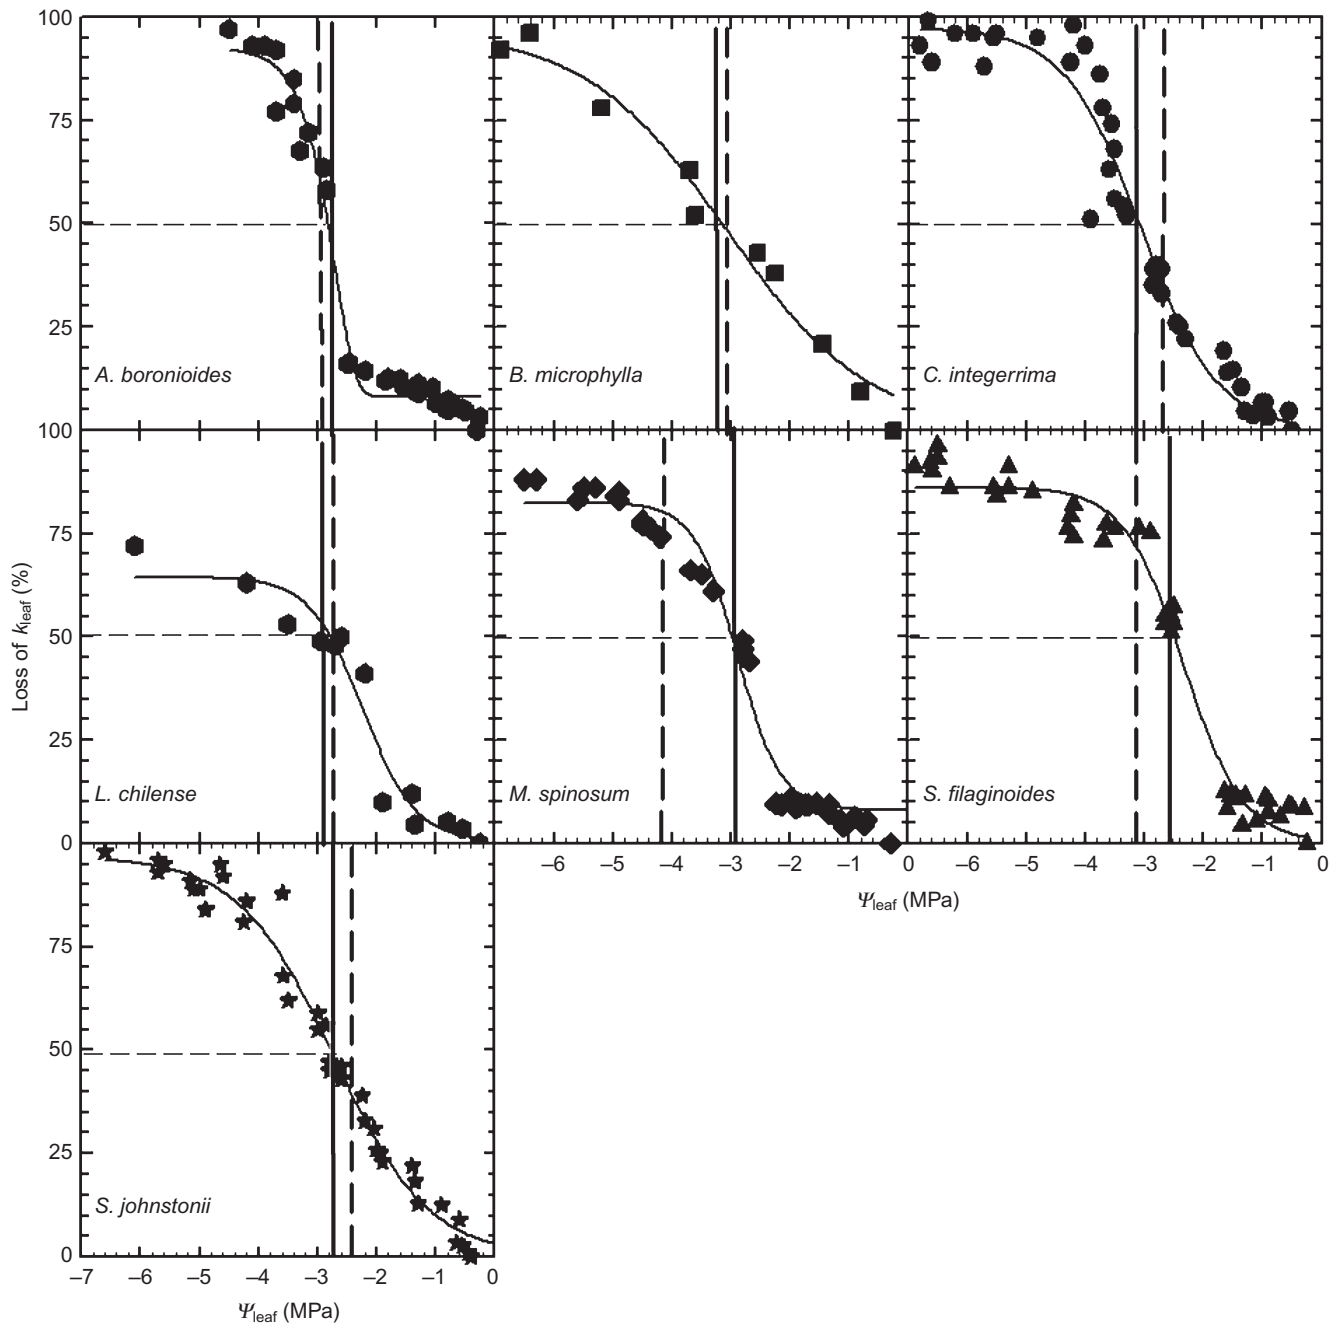 100
75
50
25
A. boronioides
B. microphylla
C. integerrima
100
75
50
25
0
L. chilense
M. spinosum
S. filaginoides
Loss of kleaf (%)
–6 –5 –4 –3 –2 –1 0 –6 –5 –4 –3 –2 –1 0
Ψleaf (MPa)
75
50
25
0
S. johnstonii
–7 –6 –5 –4 –3 –2 –1 0
Ψleaf (MPa)